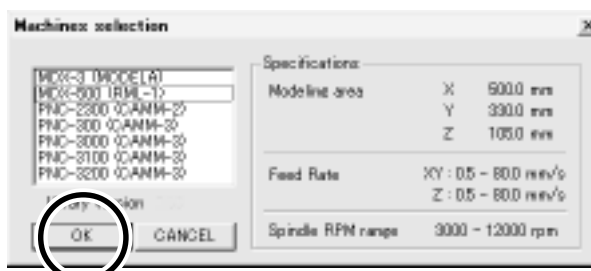 Machines selection
MDX-3 (MODELA)
MDX-500 (RML-1)
PNC-2300 (CAMM-2)
PNC-300 (CAMM-3)
PNC-3000 (CAMM-3)
PNC-3100 (CAMM-3)
PNC-3200 (CAMM-3)
OK
CANCEL
Specifications
Modeling area X 500.0 mm
Y 330.0 mm
Z 105.0 mm
Feed Rate XY : 0.5 - 80.0 mm/s
Z : 0.5 - 80.0 mm/s
Spindle RPM range 3000 - 12000 rpm